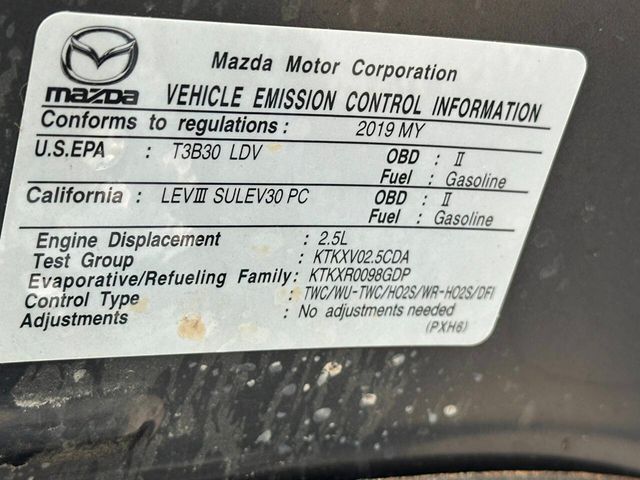 Mazda Motor Corporation
mazda VEHICLE EMISSION CONTROL INFORMATION
Conforms to regulations : 2019 MY
U.S.EPA : T3B30 LDV OBD : II
Fuel : Gasoline
California : LEVIII SULEV30 PC OBD : II
Fuel : Gasoline
Engine Displacement : 2.5L
Test Group : KTKXV02.5CDA
Evaporative/Refueling Family: KTKXR0098GDP
Control Type : TWC/WU-TWC/HO2S/WR-HO2S/DFI
Adjustments : No adjustments needed
(PXH6)